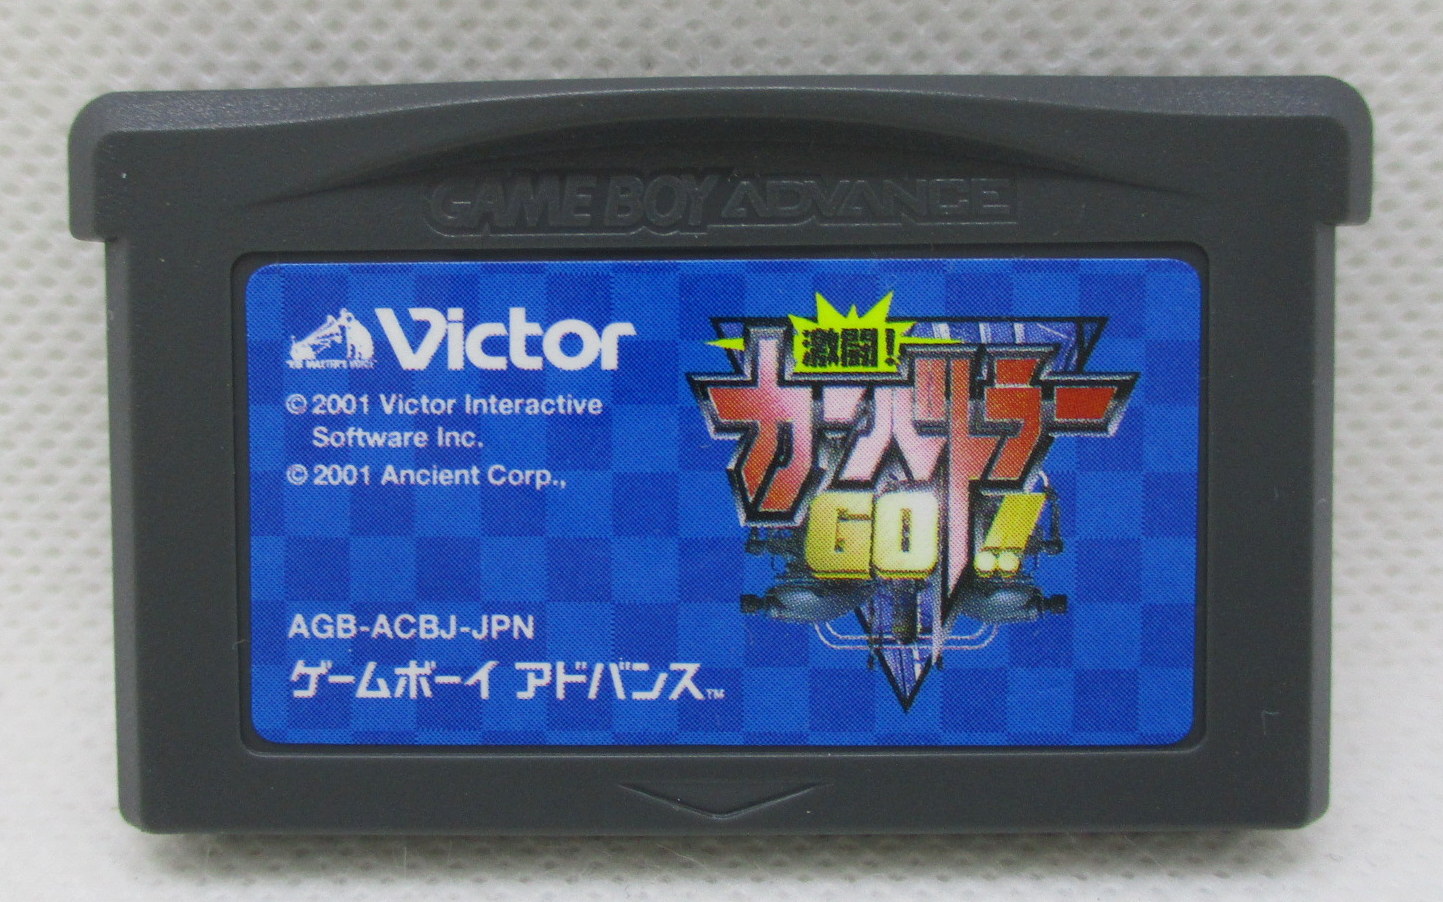 GAME BOY ADVANCE
Victor
©2001 Victor Interactive
Software Inc.
©2001 Ancient Corp.,
激闘!
カーバトラー
GO!!
AGB-ACBJ-JPN
ゲームボーイ アドバンス™